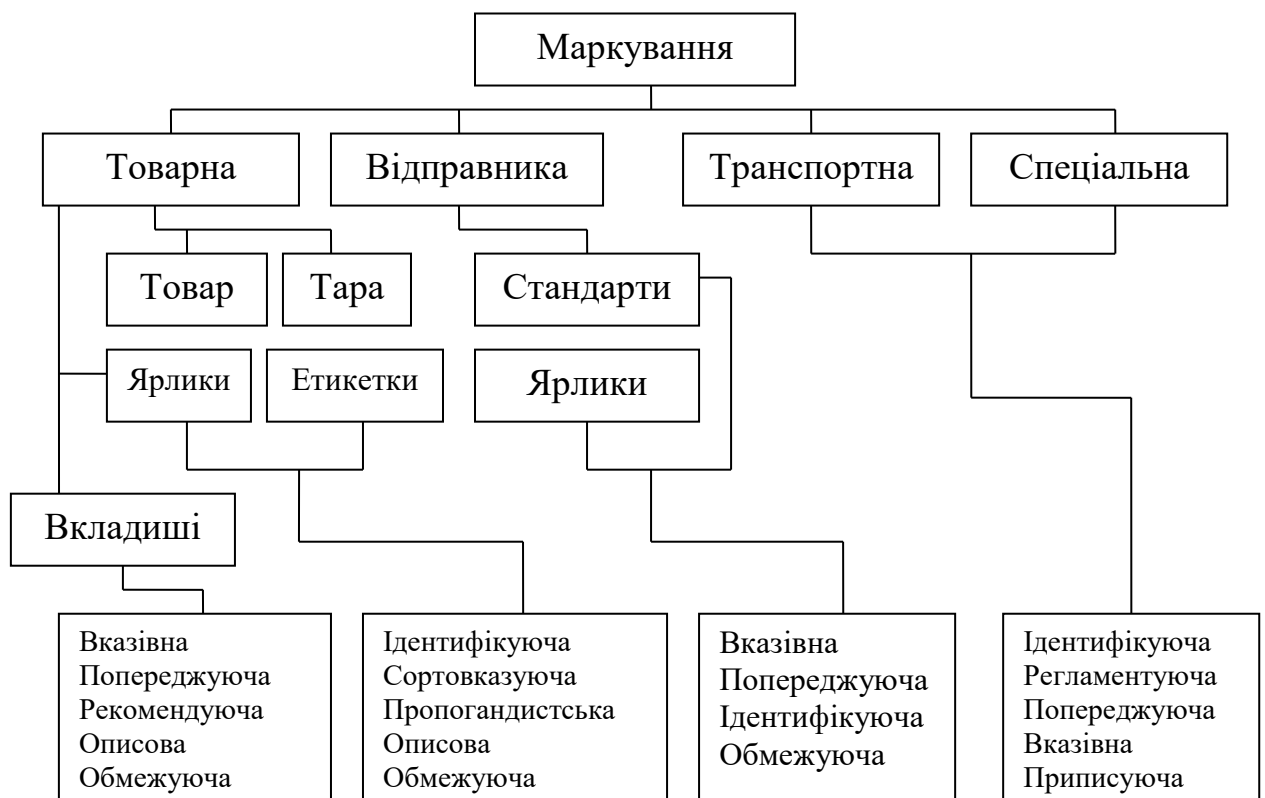 Маркування
Товарна
Відправника
Транспортна
Спеціальна
Товар
Тара
Стандарти
Ярлики
Етикетки
Ярлики
Вкладиші
Вказівна
Попереджуюча
Рекомендуюча
Описова
Обмежуюча
Ідентифікуюча
Сортовказуюча
Пропогандистська
Описова
Обмежуюча
Вказівна
Попереджуюча
Ідентифікуюча
Обмежуюча
Ідентифікуюча
Регламентуюча
Попереджуюча
Вказівна
Приписуюча